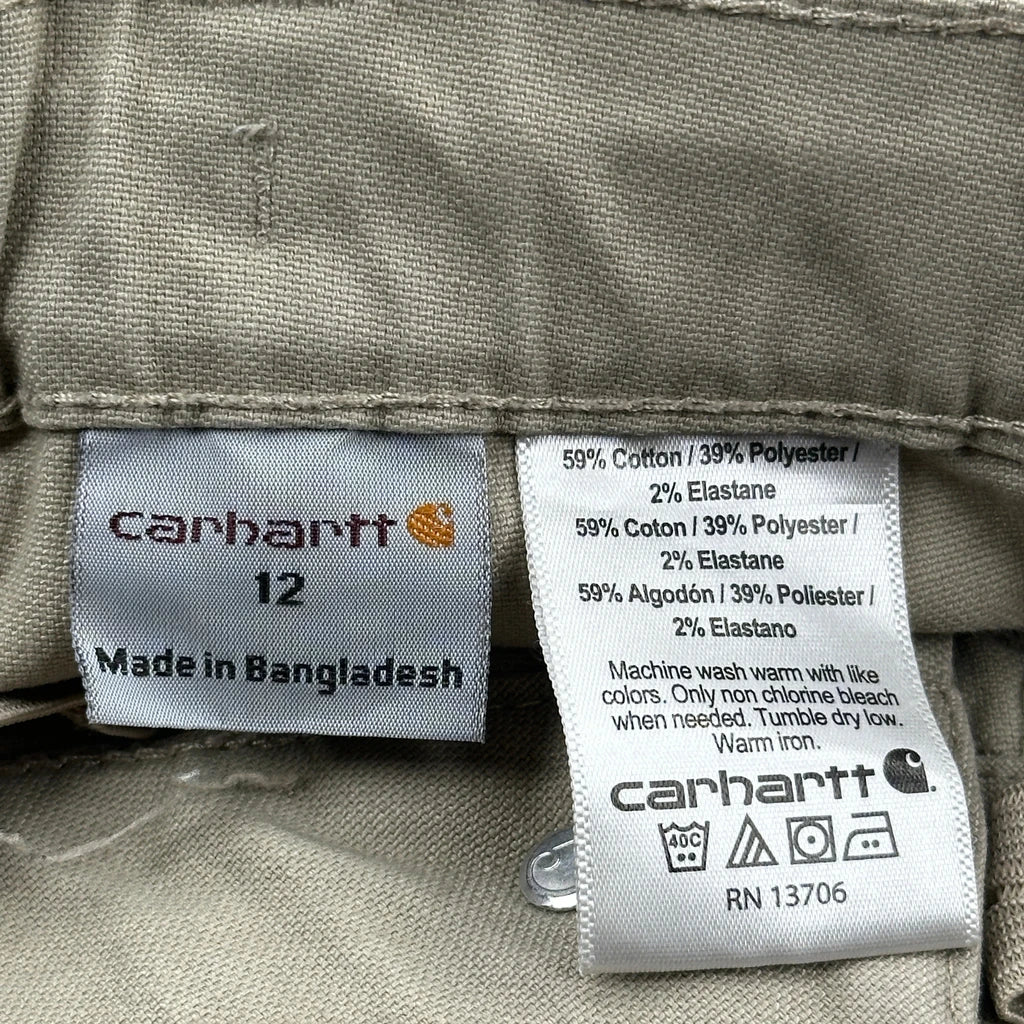 carhartt
12
Made in Bangladesh
59% Cotton / 39% Polyester /
2% Elastane
59% Coton / 39% Polyester /
2% Elastane
59% Algodón / 39% Poliester /
2% Elastano
Machine wash warm with like
colors. Only non chlorine bleach
when needed. Tumble dry low.
Warm iron.
carhartt.
40C
RN 13706